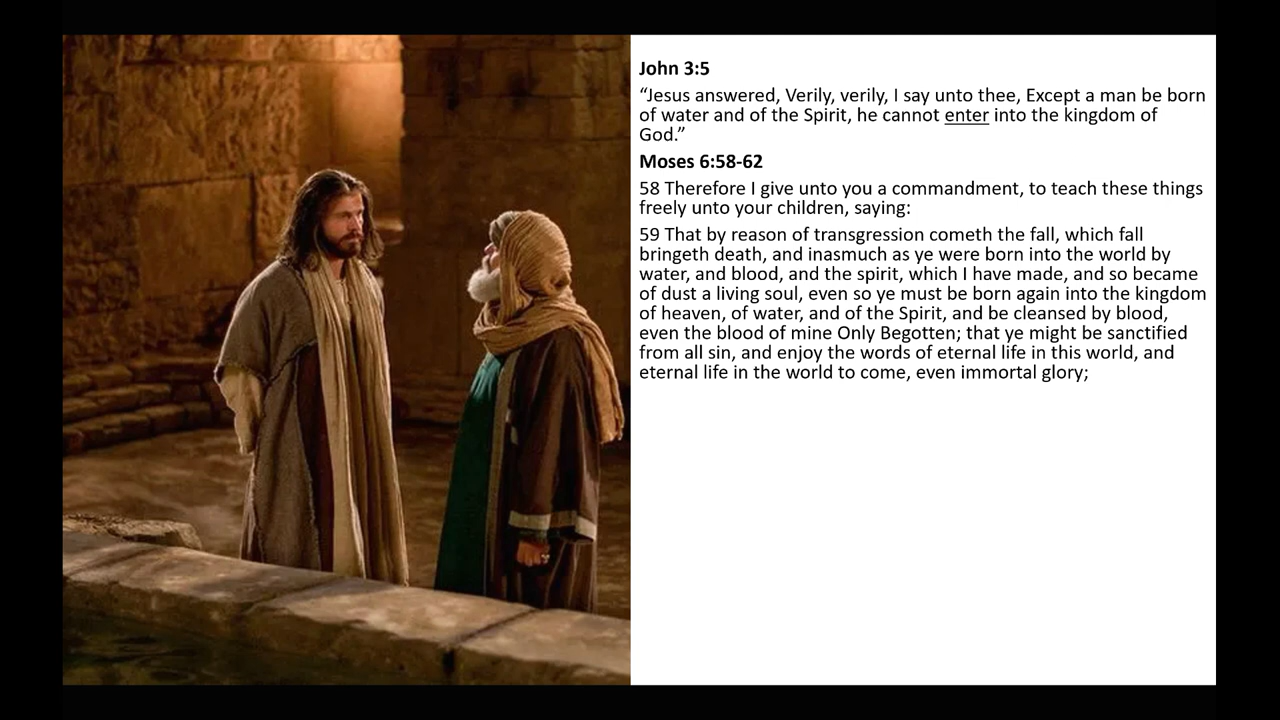 John 3:5
“Jesus answered, Verily, verily, I say unto thee, Except a man be born
of water and of the Spirit, he cannot enter into the kingdom of
God.”
Moses 6:58-62
58 Therefore I give unto you a commandment, to teach these things
freely unto your children, saying:
59 That by reason of transgression cometh the fall, which fall
bringeth death, and inasmuch as ye were born into the world by
water, and blood, and the spirit, which I have made, and so became
of dust a living soul, even so ye must be born again into the kingdom
of heaven, of water, and of the Spirit, and be cleansed by blood,
even the blood of mine Only Begotten; that ye might be sanctified
from all sin, and enjoy the words of eternal life in this world, and
eternal life in the world to come, even immortal glory;